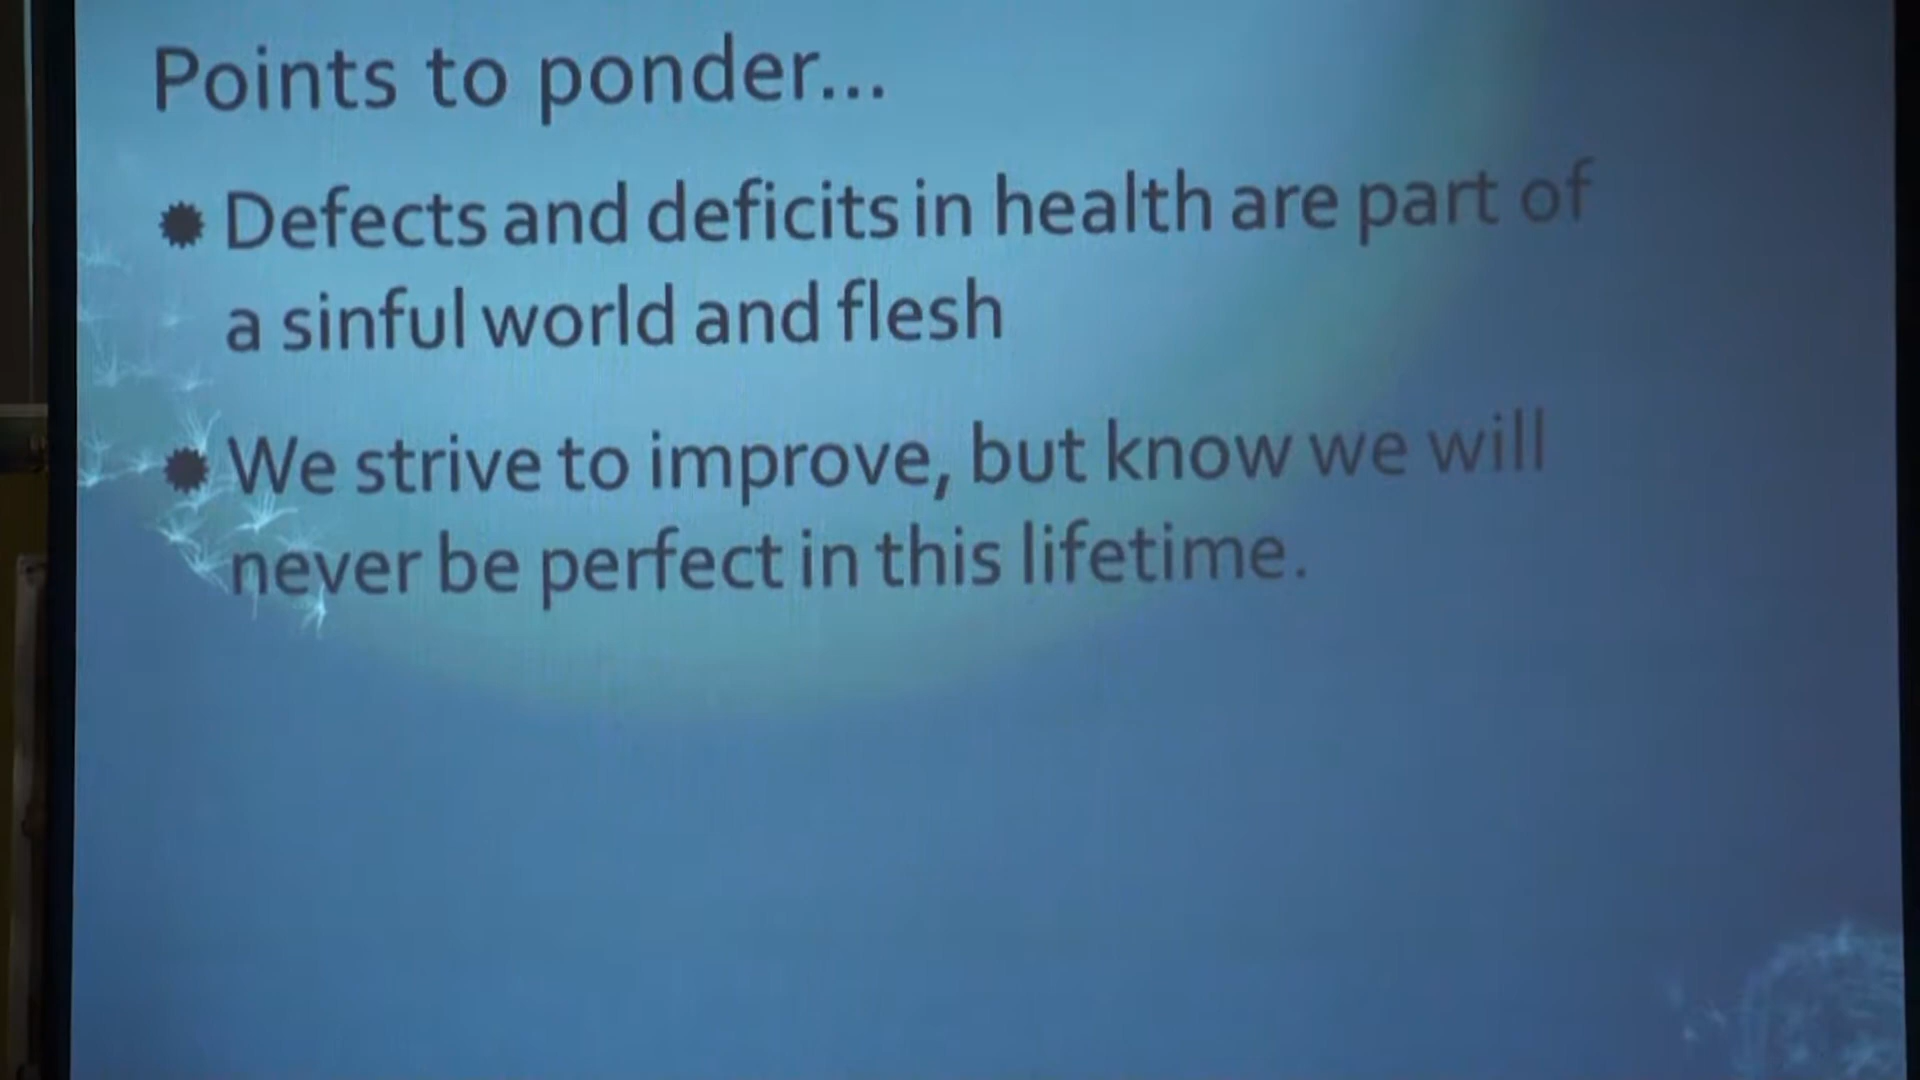 Points to ponder...
Defects and deficits in health are part of
a sinful world and flesh
We strive to improve, but know we will
never be perfect in this lifetime.